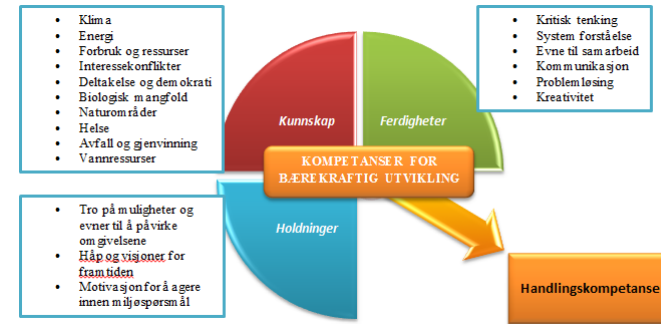 Klima
Energi
Forbruk og ressurser
Interessekonflikter
Deltakelse og demokrati
Biologisk mangfold
Naturområder
Helse
Avfall og gjenvinning
Vannressurser
Kritisk tenking
System forståelse
Evne til samarbeid
Kommunikasjon
Problemløsing
Kreativitet
Kunnskap
Ferdigheter
KOMPETANSER FOR
BÆREKRAFTIG UTVIKLING
Tro på muligheter og
evner til å påvirke
omgivelsene
Håp og visjoner for
framtiden
Motivasjon for å agere
innen miljøspørsmål
Holdninger
Handlingskompetanse